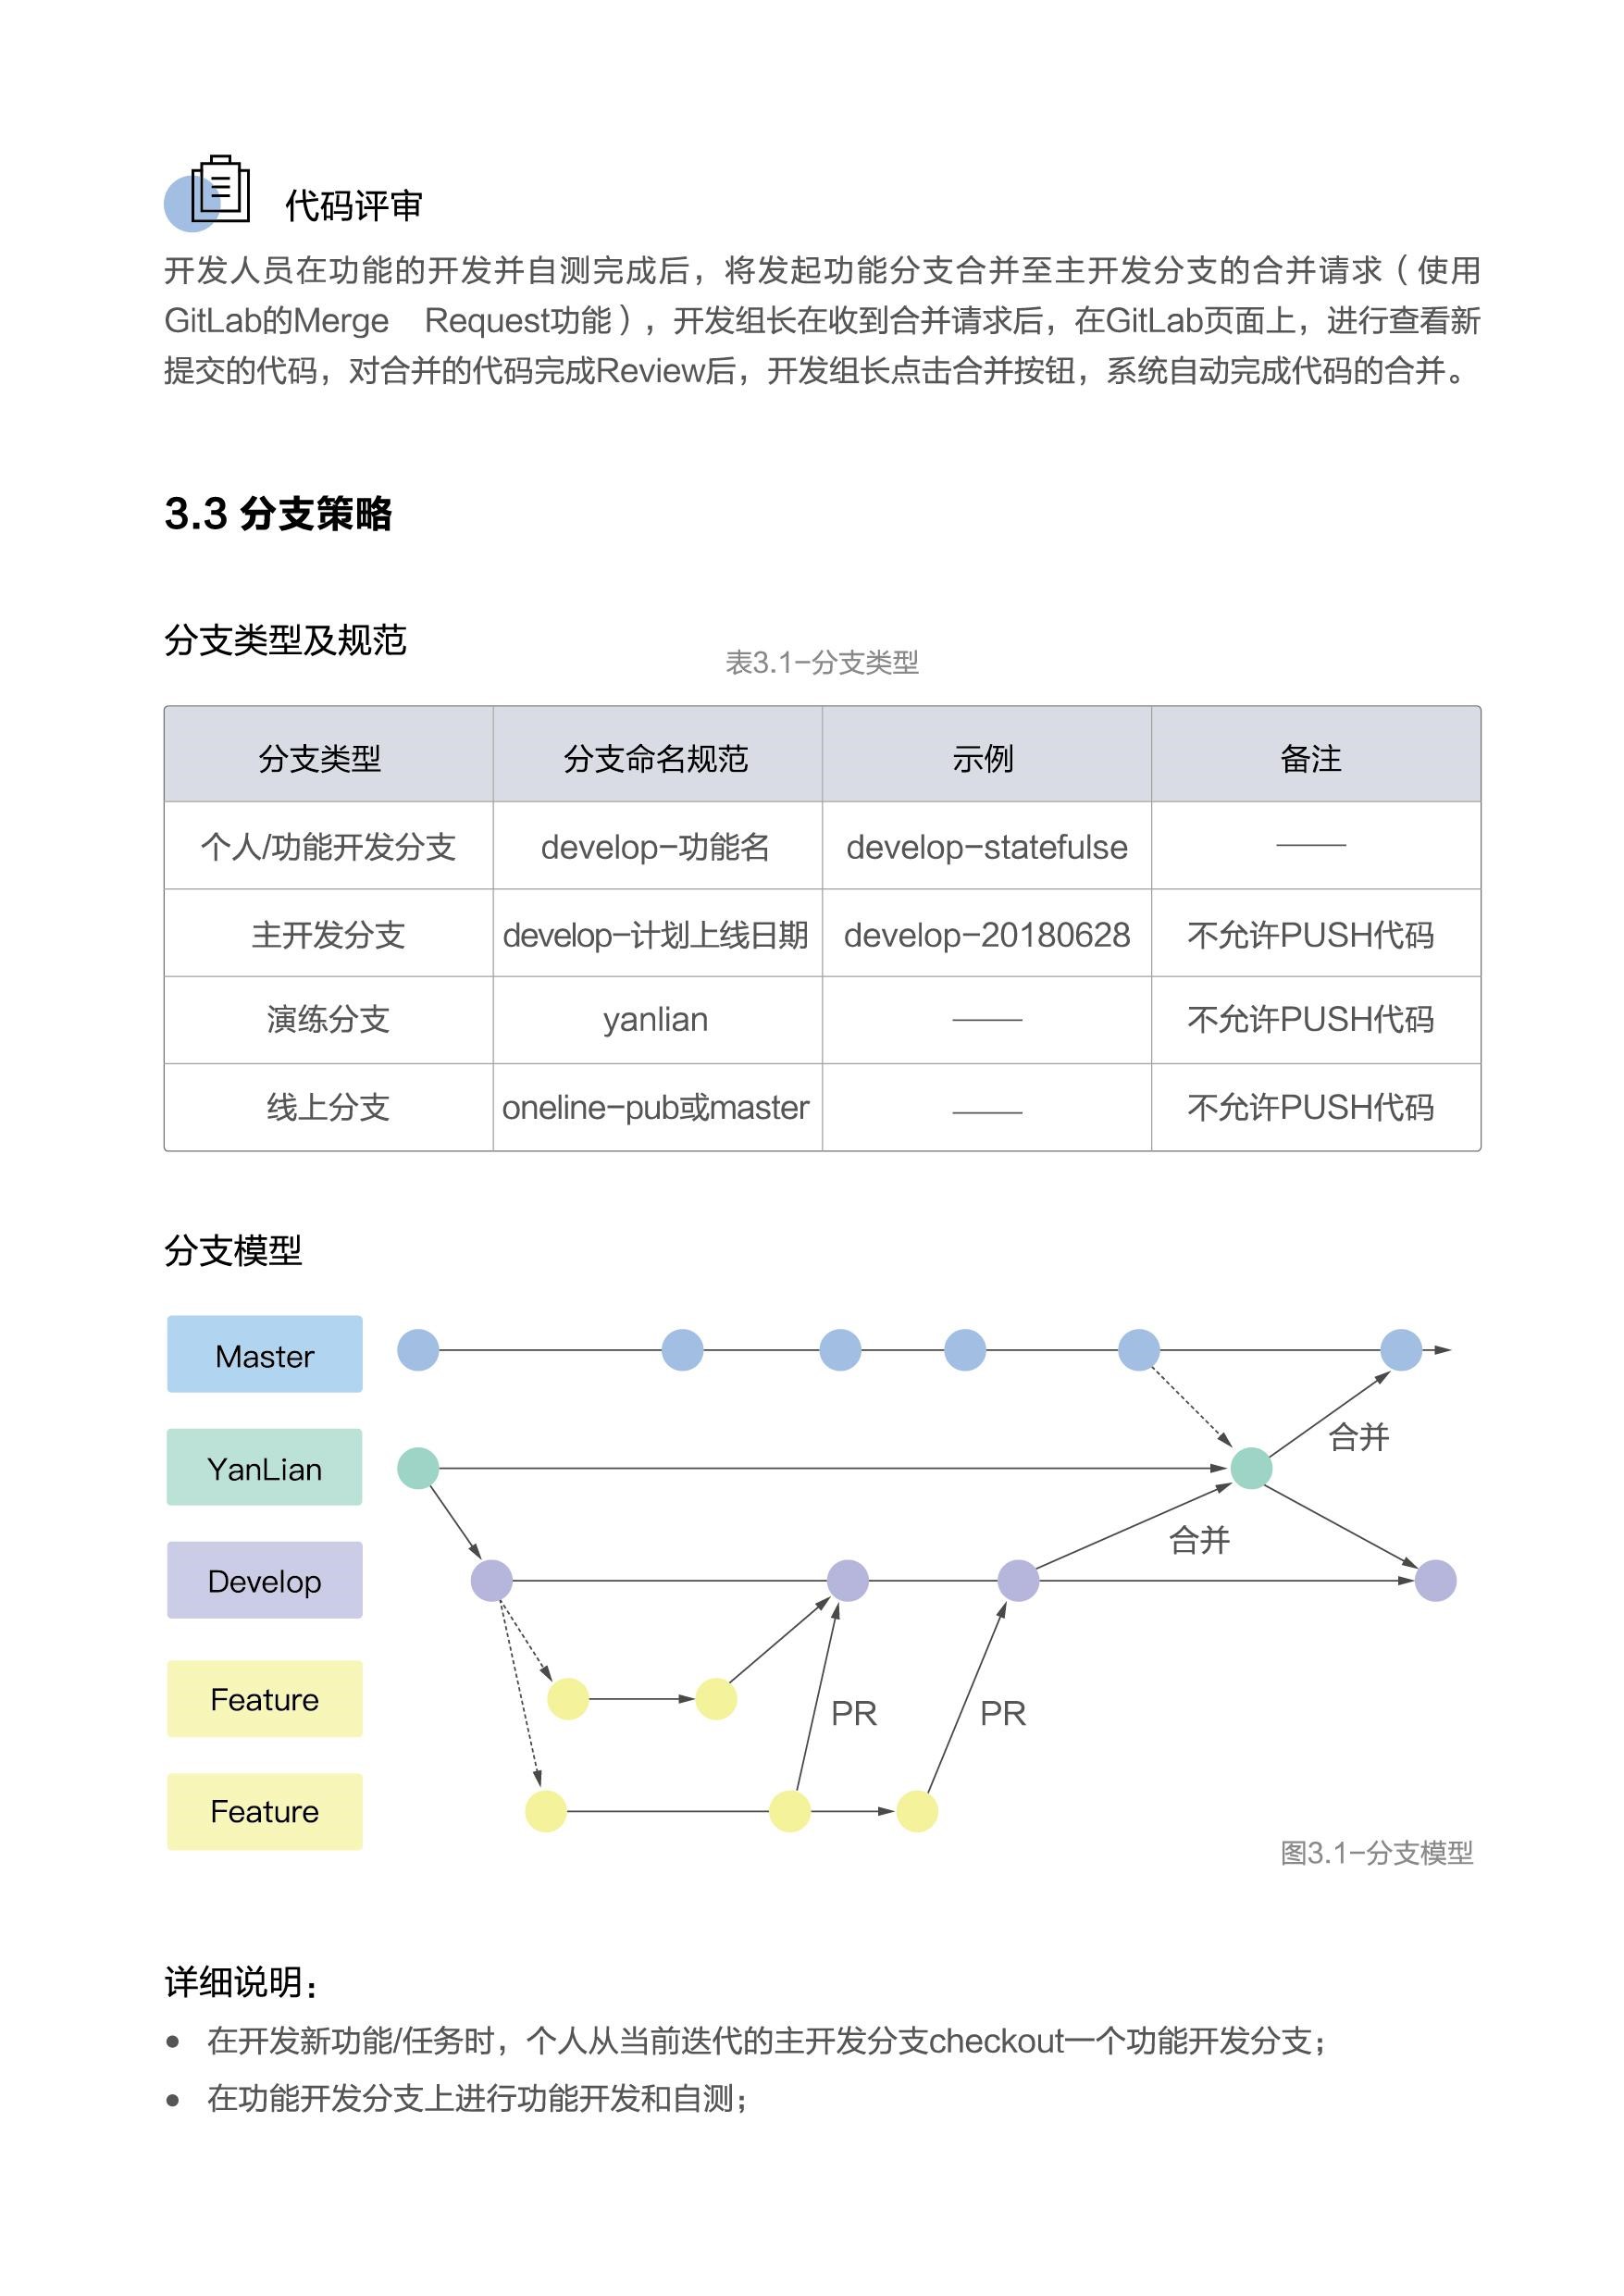 代码评审
开发人员在功能的开发并自测完成后，将发起功能分支合并至主开发分支的合并请求（使用
GitLab的Merge Request功能），开发组长在收到合并请求后，在GitLab页面上，进行查看新
提交的代码，对合并的代码完成Review后，开发组长点击合并按钮，系统自动完成代码的合并。
3.3 分支策略
分支类型及规范
表3.1-分支类型
分支类型 分支命名规范 示例 备注
个人/功能开发分支 develop-功能名 develop-statefulse ——
主开发分支 develop-计划上线日期 develop-20180628 不允许PUSH代码
演练分支 yanlian —— 不允许PUSH代码
线上分支 oneline-pub或master —— 不允许PUSH代码
分支模型
Master
合并
YanLian
合并
Develop
Feature
PR PR
Feature
图3.1-分支模型
详细说明：
● 在开发新功能/任务时，个人从当前迭代的主开发分支checkout一个功能开发分支；
● 在功能开发分支上进行功能开发和自测；